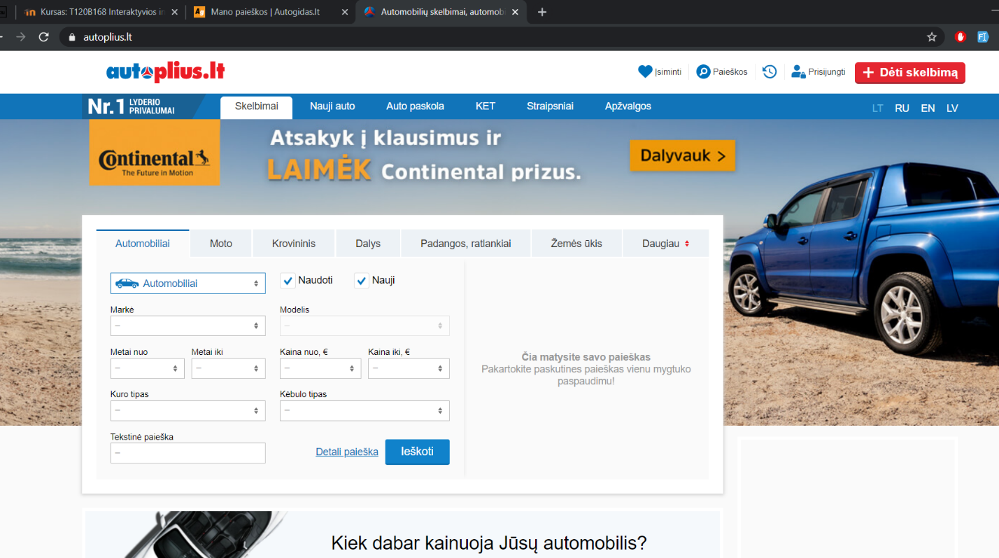 Kursas: T120B168 Interaktyvios in
Mano paieškos | Autogidas.lt
Automobilių skelbimai, automobi
autoplius.lt
autoplius.lt
Įsiminti
Paieškos
Prisijungti
+ Dėti skelbimą
Nr.1 LYDERIO
PRIVALUMAI
Skelbimai
Nauji auto
Auto paskola
KET
Straipsniai
Apžvalgos
LT RU EN LV
Continental
The Future in Motion
Atsakyk į klausimus ir
LAIMĖK Continental prizus.
Dalyvauk >
Automobiliai
Moto
Krovininis
Dalys
Padangos, ratlankiai
Žemės ūkis
Daugiau
Automobiliai
Naudoti
Nauji
Markė
Modelis
–
–
Metai nuo
Metai iki
Kaina nuo, €
Kaina iki, €
–
–
–
–
Kuro tipas
Kėbulo tipas
–
–
Tekstinė paieška
–
Detali paieška
Ieškoti
Čia matysite savo paieškas
Pakartokite paskutines paieškas vienu mygtuko
paspaudimu!
Kiek dabar kainuoja Jūsų automobilis?